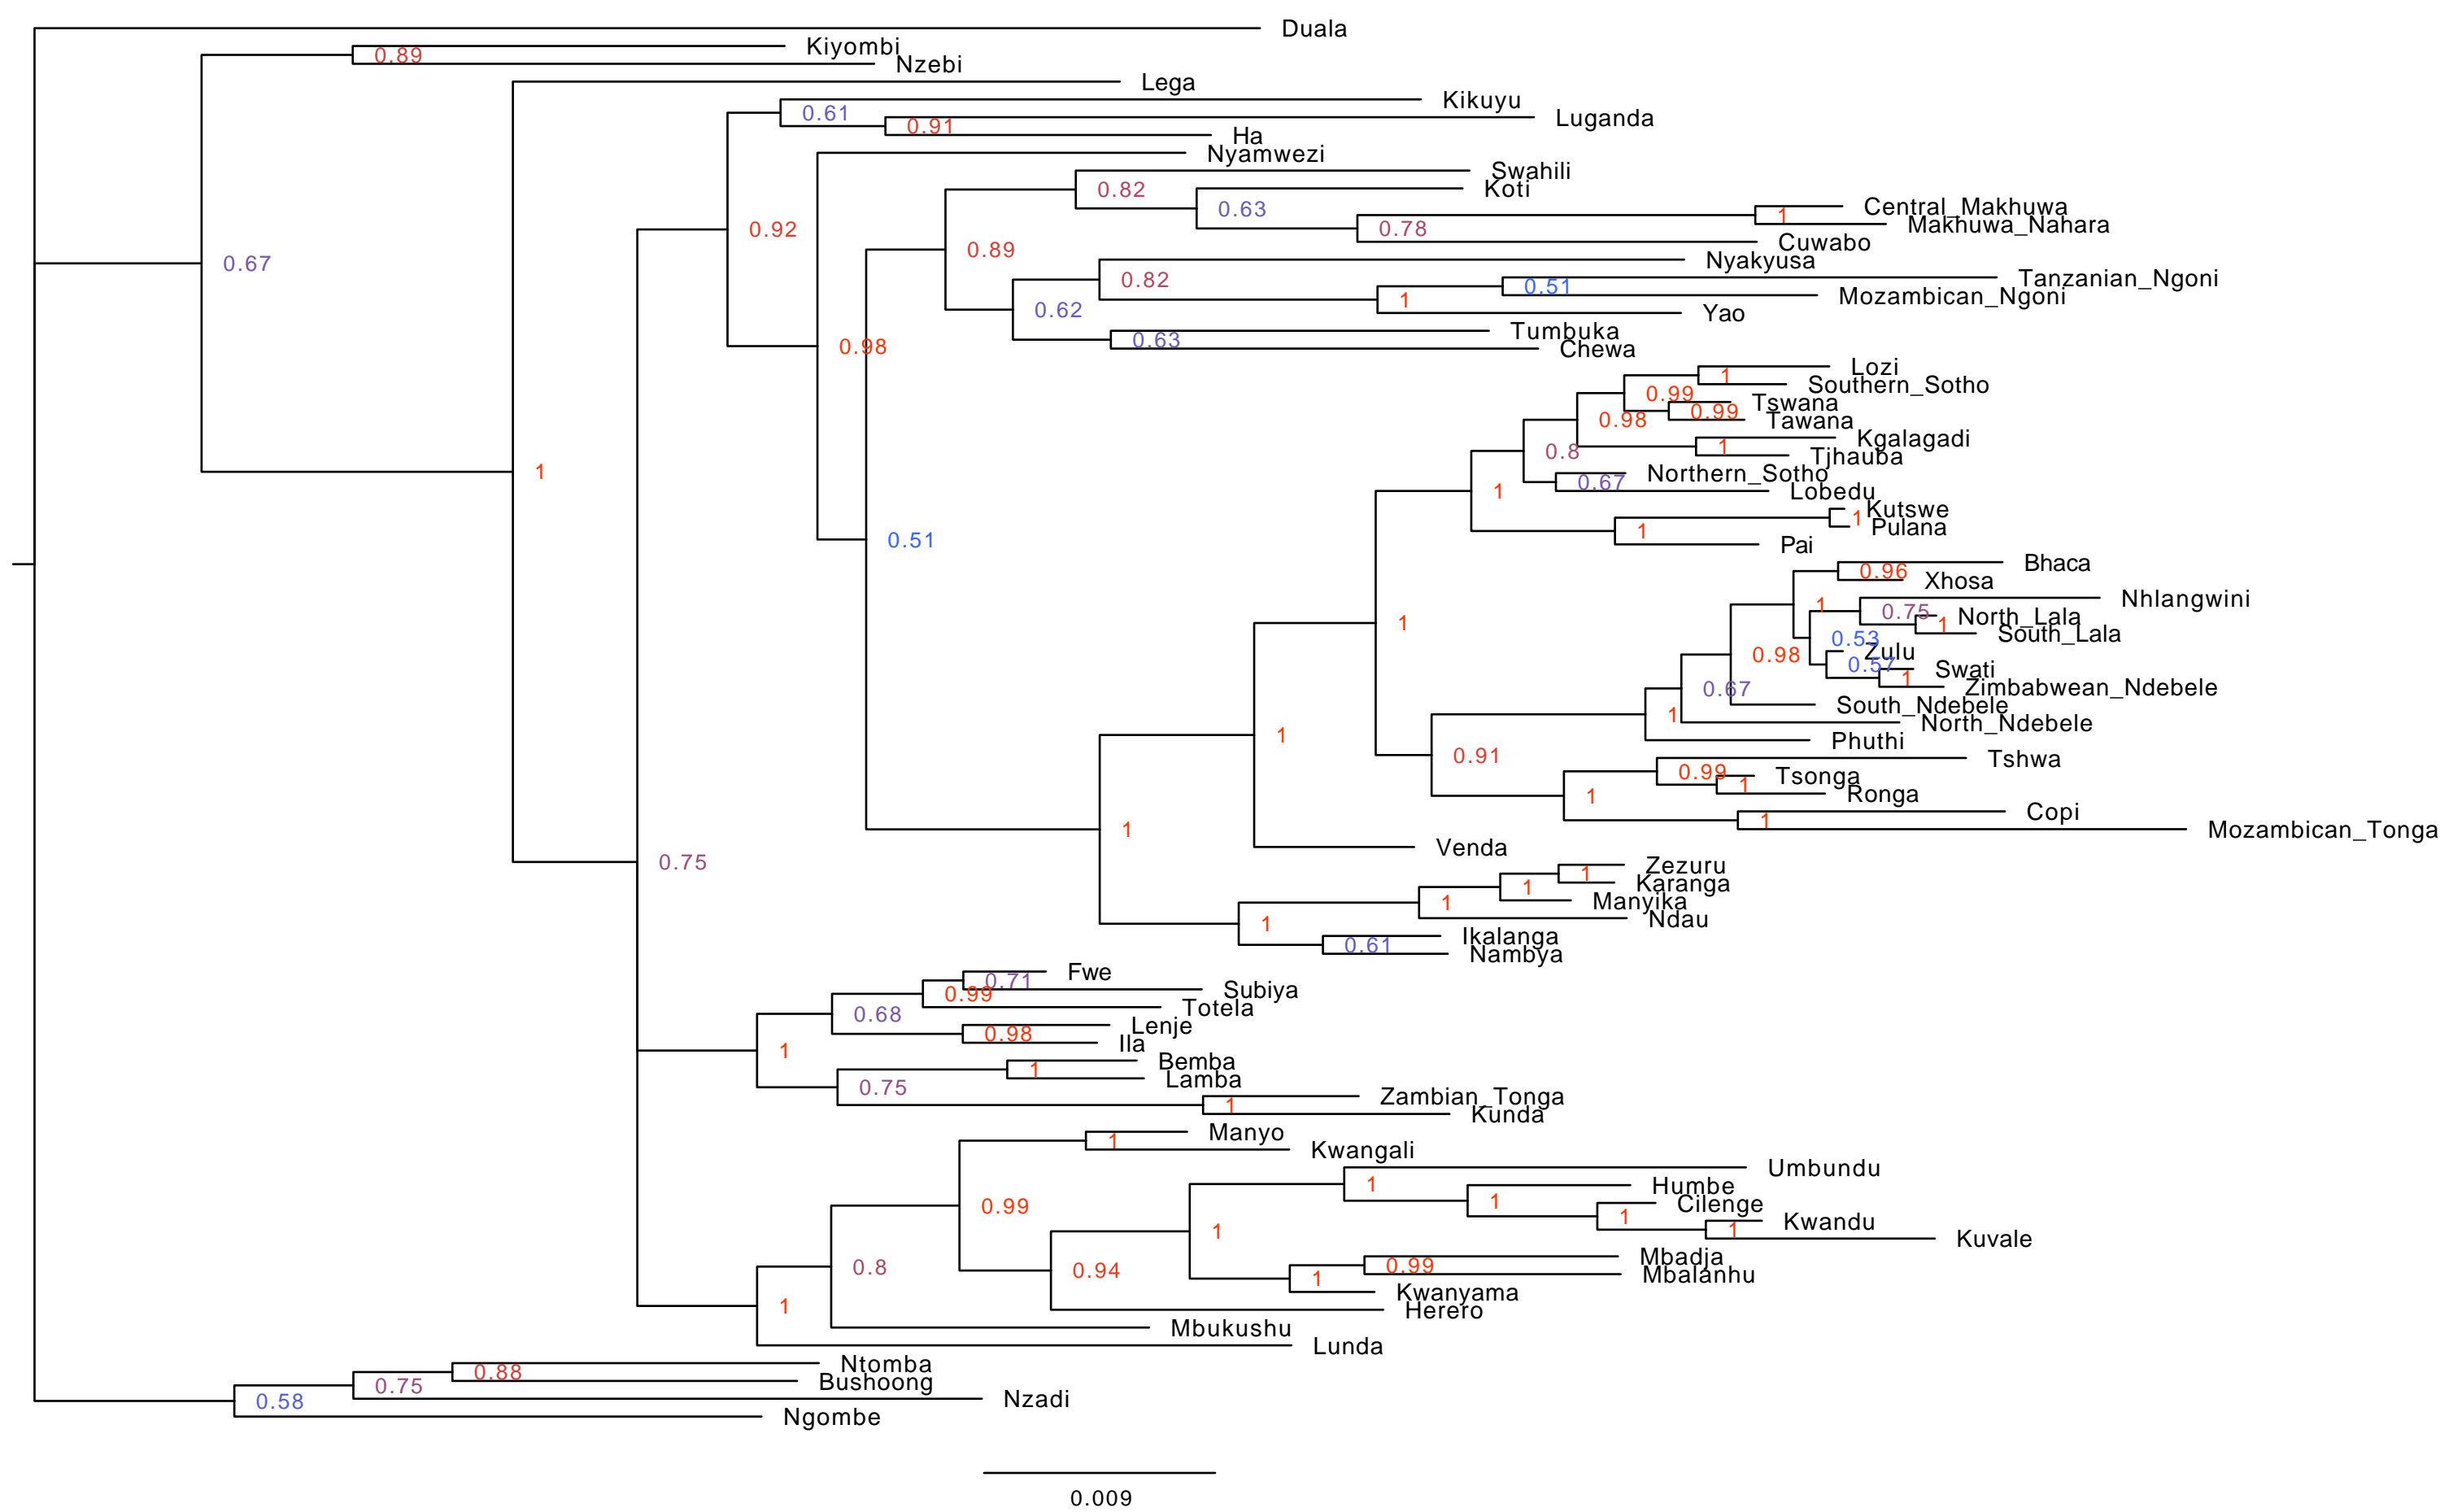 Duala
Kiyombi
0.89
Nzebi
Lega
Kikuyu
0.61
Luganda
0.91
Ha
Nyamwezi
Swahili
0.82
Koti
Central_Makhuwa
0.63
1
Makhuwa_Nahara
0.92
0.78
Cuwabo
0.89
Nyakyusa
0.67
0.82
Tanzanian_Ngoni
0.51
Mozambican_Ngoni
1
0.62
Yao
Tumbuka
0.63
Chewa
0.98
Lozi
1
Southern_Sotho
0.99
Tswana
0.99
0.98
Tawana
Kgalagadi
1
0.8
Tjhauba
1
Northern_Sotho
0.67
1
Lobedu
Kutswe
1
Pulana
1
0.51
Pai
Bhaca
0.96
Xhosa
Nhlangwini
1
0.75
North_Lala
1
1
South_Lala
0.53
Zulu
0.98
0.57
Swati
1
0.67
Zimbabwean_Ndebele
South_Ndebele
1
North_Ndebele
1
Phuthi
0.91
Tshwa
0.99
Tsonga
1
1
Ronga
Copi
1
1
Mozambican_Tonga
Venda
0.75
Zezuru
1
Karanga
1
Manyika
1
Ndau
1
Ikalanga
0.61
Nambya
Fwe
0.71
Subiya
0.99
Totela
0.68
Lenje
0.98
Ila
1
Bemba
1
Lamba
0.75
Zambian_Tonga
1
Kunda
Manyo
1
Kwangali
Umbundu
1
Humbe
1
Cilenge
0.99
1
Kwandu
1
1
Kuvale
Mbadja
0.99
0.8
0.94
Mbalanhu
1
Kwanyama
1
Herero
Mbukushu
Lunda
Ntomba
0.88
Bushoong
0.75
Nzadi
0.58
Ngombe
0.009